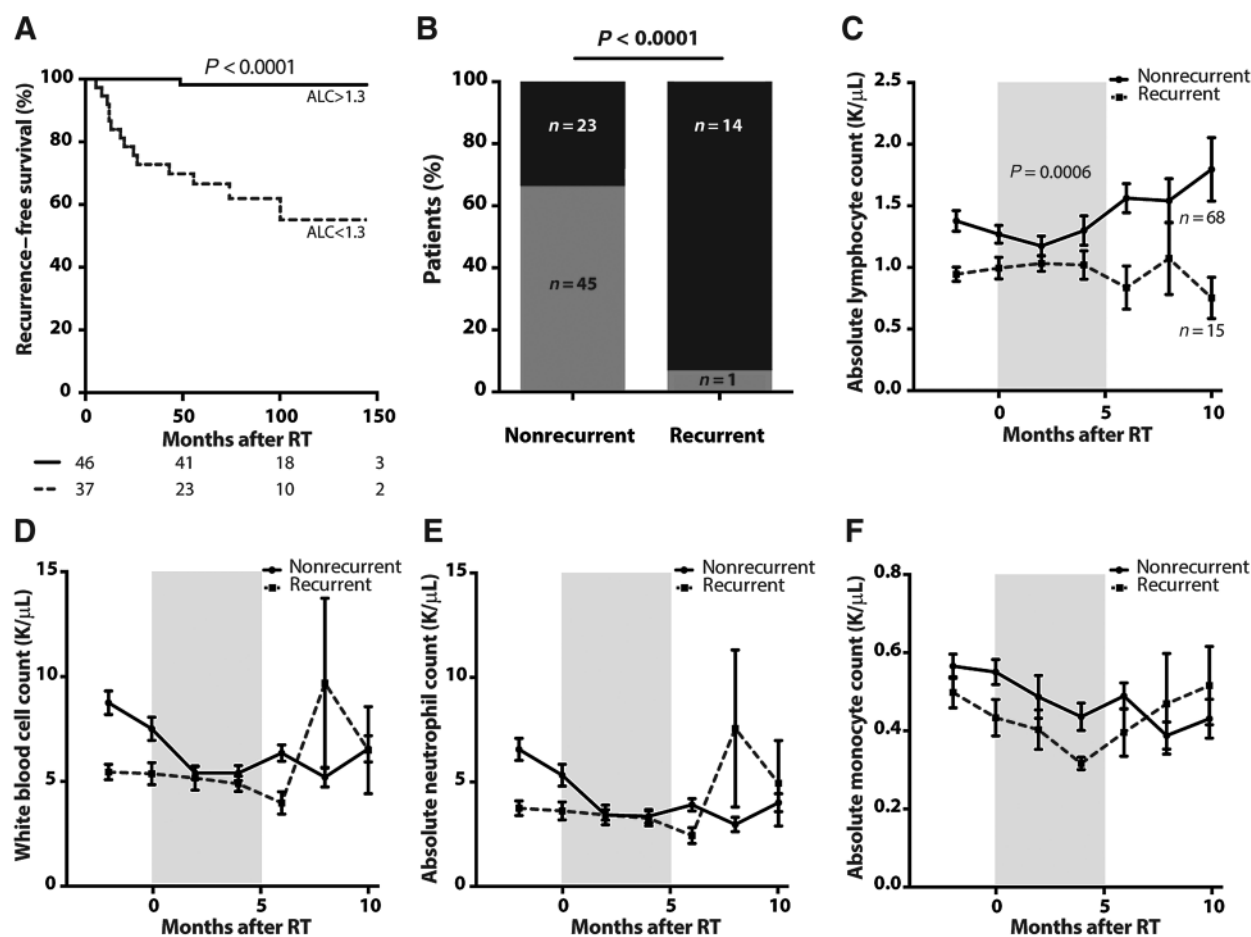 A
P < 0.0001
Recurrence–free survival (%)
100
80
60
40
20
0
ALC>1.3
ALC<1.3
0 50 100 150
Months after RT
46 41 18 3
37 23 10 2
B
P < 0.0001
Patients (%)
100
80
60
40
20
0
n = 23
n = 14
n = 45
n = 1
Nonrecurrent Recurrent
C
Absolute lymphocyte count (K/μL)
2.5
2.0
1.5
1.0
0.5
0.0
Nonrecurrent
Recurrent
P = 0.0006
n = 68
n = 15
0 5 10
Months after RT
D
White blood cell count (K/μL)
15
10
5
0
Nonrecurrent
Recurrent
0 5 10
Months after RT
E
Absolute neutrophil count (K/μL)
15
10
5
0
Nonrecurrent
Recurrent
0 5 10
Months after RT
F
Absolute monocyte count (K/μL)
0.8
0.6
0.4
0.2
0.0
Nonrecurrent
Recurrent
0 5 10
Months after RT